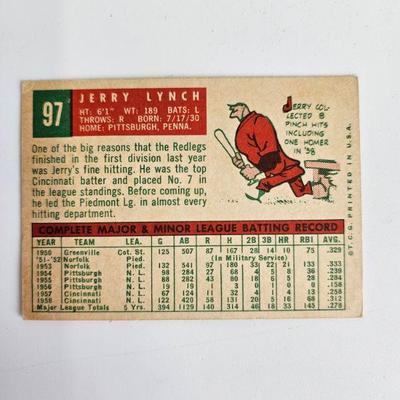 97
JERRY LYNCH
HT: 6'1" WT: 189 BATS: L
THROWS: R BORN: 7/17/30
HOME: PITTSBURGH, PENNA.
One of the big reasons that the Redlegs
finished in the first division last year
was Jerry's fine hitting. He was the top
Cincinnati batter and placed No. 7 in
the league standings. Before coming up,
he led the Piedmont Lg. in almost every
hitting department.
JERRY COL-
LECTED 8
PINCH HITS
INCLUDING
ONE HOMER
IN '58
COMPLETE MAJOR & MINOR LEAGUE BATTING RECORD
YEAR TEAM LEA. G AB R H 2B 3B HR RBI AVG.
1950 Greenville Cot. St. 125 507 87 167 28 14 10 75 .329
'51-'52 Norfolk Pied. (In Military Service)
1953 Norfolk Pied. 132 541 97 180 33 22 21 133 .333
1954 Pittsburgh N. L. 98 284 27 68 4 5 8 36 .239
1955 Pittsburgh N. L. 88 282 43 80 18 6 5 28 .284
1956 Pittsburgh N. L. 19 19 1 3 0 1 0 0 .158
1957 Cincinnati N. L. 67 124 11 32 4 1 4 13 .258
1958 Cincinnati N. L. 122 420 58 131 20 5 16 68 .312
Major League Totals 5 Yrs. 394 1129 140 314 46 18 33 145 .278
© T.C.G. PRINTED IN U.S.A.